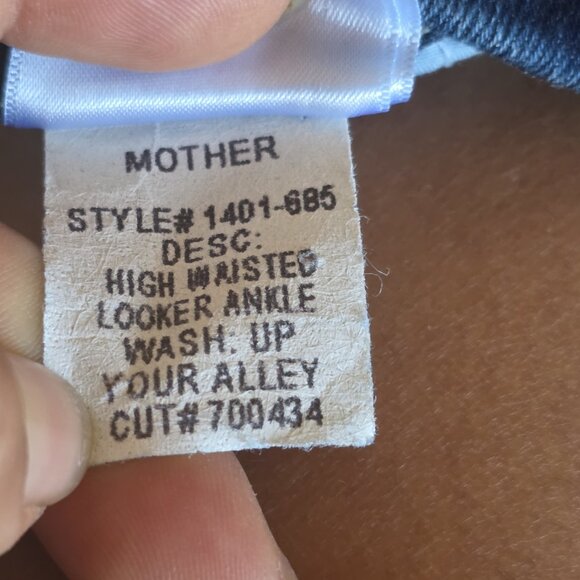 MOTHER
STYLE# 1401-685
DESC:
HIGH WAISTED
LOOKER ANKLE
WASH. UP
YOUR ALLEY
CUT# 700434